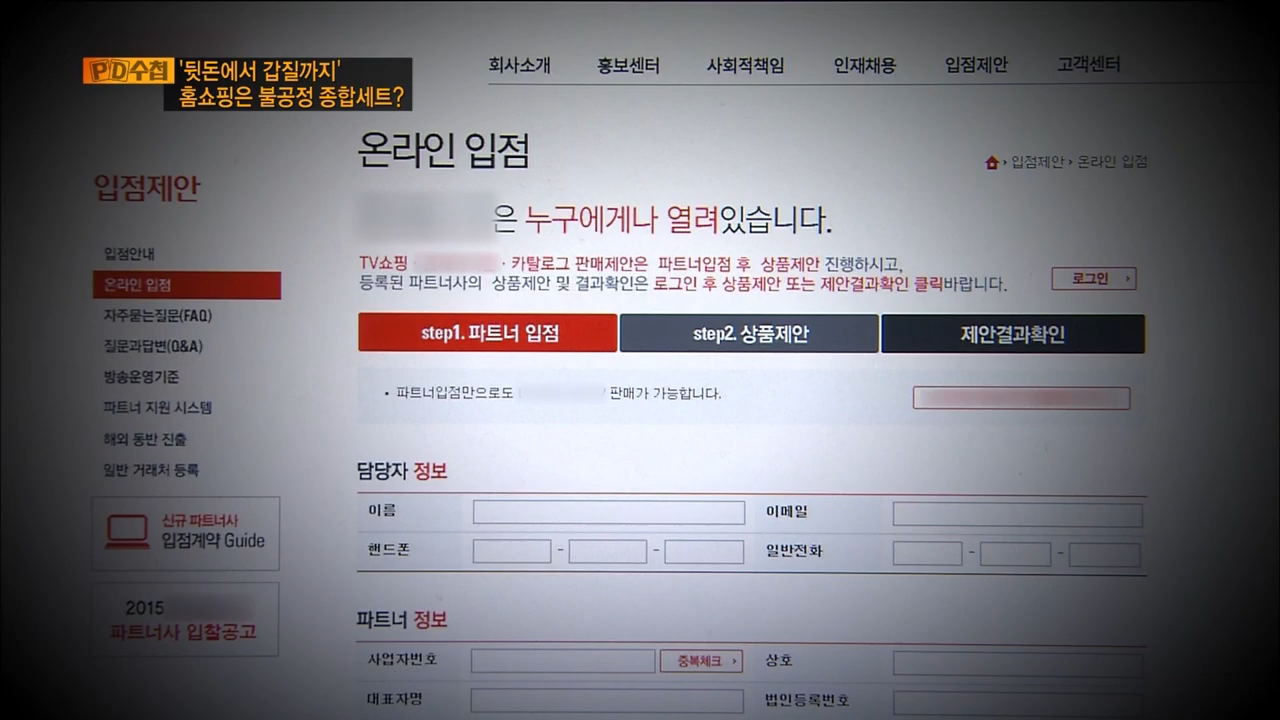 PD수첩 '뒷돈에서 갑질까지'
홈쇼핑은 불공정 종합세트?
회사소개 홍보센터 사회적책임 인재채용 입점제안 고객센터
온라인 입점
입점제안 › 온라인 입점
입점제안
은 누구에게나 열려있습니다.
입점안내
온라인 입점
자주묻는질문(FAQ)
질문과답변(Q&A)
방송운영기준
파트너 지원 시스템
해외 동반 진출
일반 거래처 등록
신규 파트너사
입점계약 Guide
2015
파트너사 입찰공고
TV쇼핑 · 카탈로그 판매제안은 파트너입점 후 상품제안 진행하시고,
등록된 파트너사의 상품제안 및 결과확인은 로그인 후 상품제안 또는 제안결과확인 클릭바랍니다.
로그인 ›
step1. 파트너 입점 step2. 상품제안 제안결과확인
• 파트너입점만으로도 판매가 가능합니다.
담당자 정보
이름 이메일
핸드폰 - - 일반전화 - -
파트너 정보
사업자번호 중복체크 › 상호
대표자명 법인등록번호